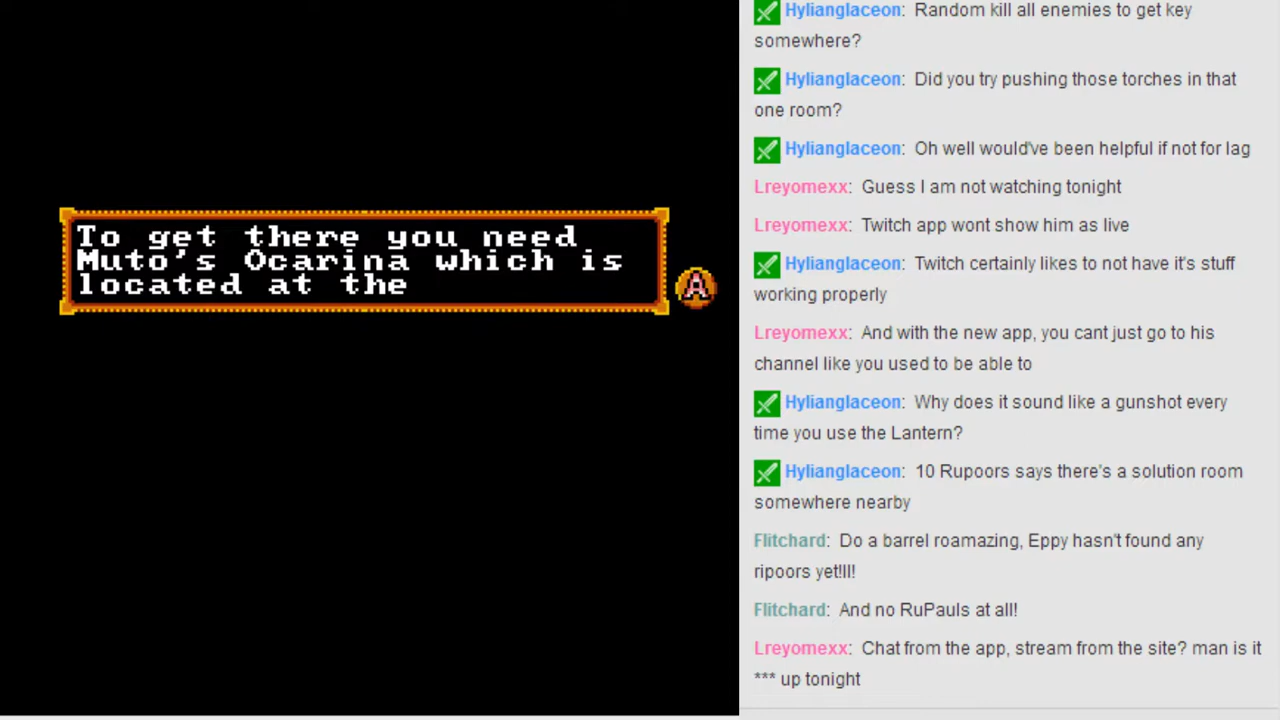 To get there you need
Muto's Ocarina which is
located at the
A
Hylianglaceon: Random kill all enemies to get key
somewhere?
Hylianglaceon: Did you try pushing those torches in that
one room?
Hylianglaceon: Oh well would've been helpful if not for lag
Lreyomexx: Guess I am not watching tonight
Lreyomexx: Twitch app wont show him as live
Hylianglaceon: Twitch certainly likes to not have it's stuff
working properly
Lreyomexx: And with the new app, you cant just go to his
channel like you used to be able to
Hylianglaceon: Why does it sound like a gunshot every
time you use the Lantern?
Hylianglaceon: 10 Rupoors says there's a solution room
somewhere nearby
Flitchard: Do a barrel roamazing, Eppy hasn't found any
ripoors yet!!!!
Flitchard: And no RuPauls at all!
Lreyomexx: Chat from the app, stream from the site? man is it
*** up tonight